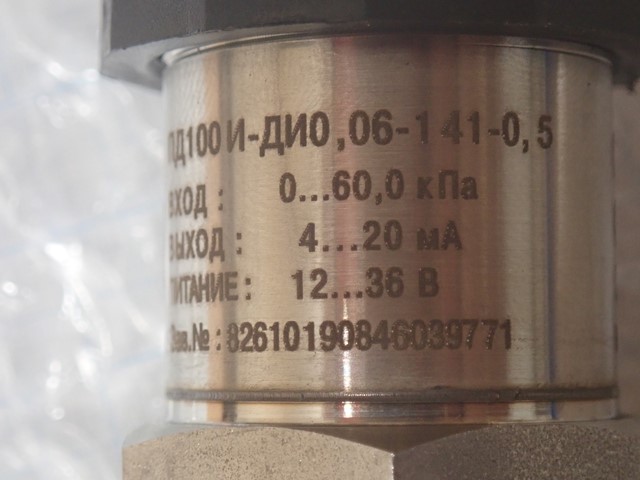 ПД100 И-ДИ0,06-141-0,5
ВХОД : 0...60,0 кПа
ВЫХОД : 4...20 мА
ПИТАНИЕ : 12...36 В
Зав.№ : 82610190846039771